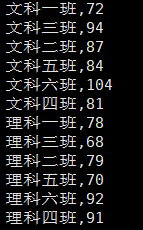 文科一班,72
文科三班,94
文科二班,87
文科五班,84
文科六班,104
文科四班,81
理科一班,78
理科三班,68
理科二班,79
理科五班,70
理科六班,92
理科四班,91